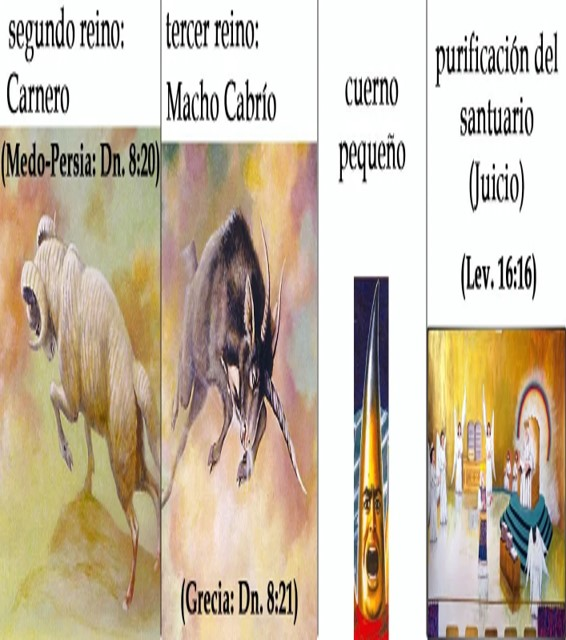 segundo reino:
Carnero
(Medo-Persia: Dn. 8:20)
tercer reino:
Macho Cabrío
(Grecia: Dn. 8:21)
cuerno
pequeño
purificación del
santuario
(Juicio)
(Lev. 16:16)